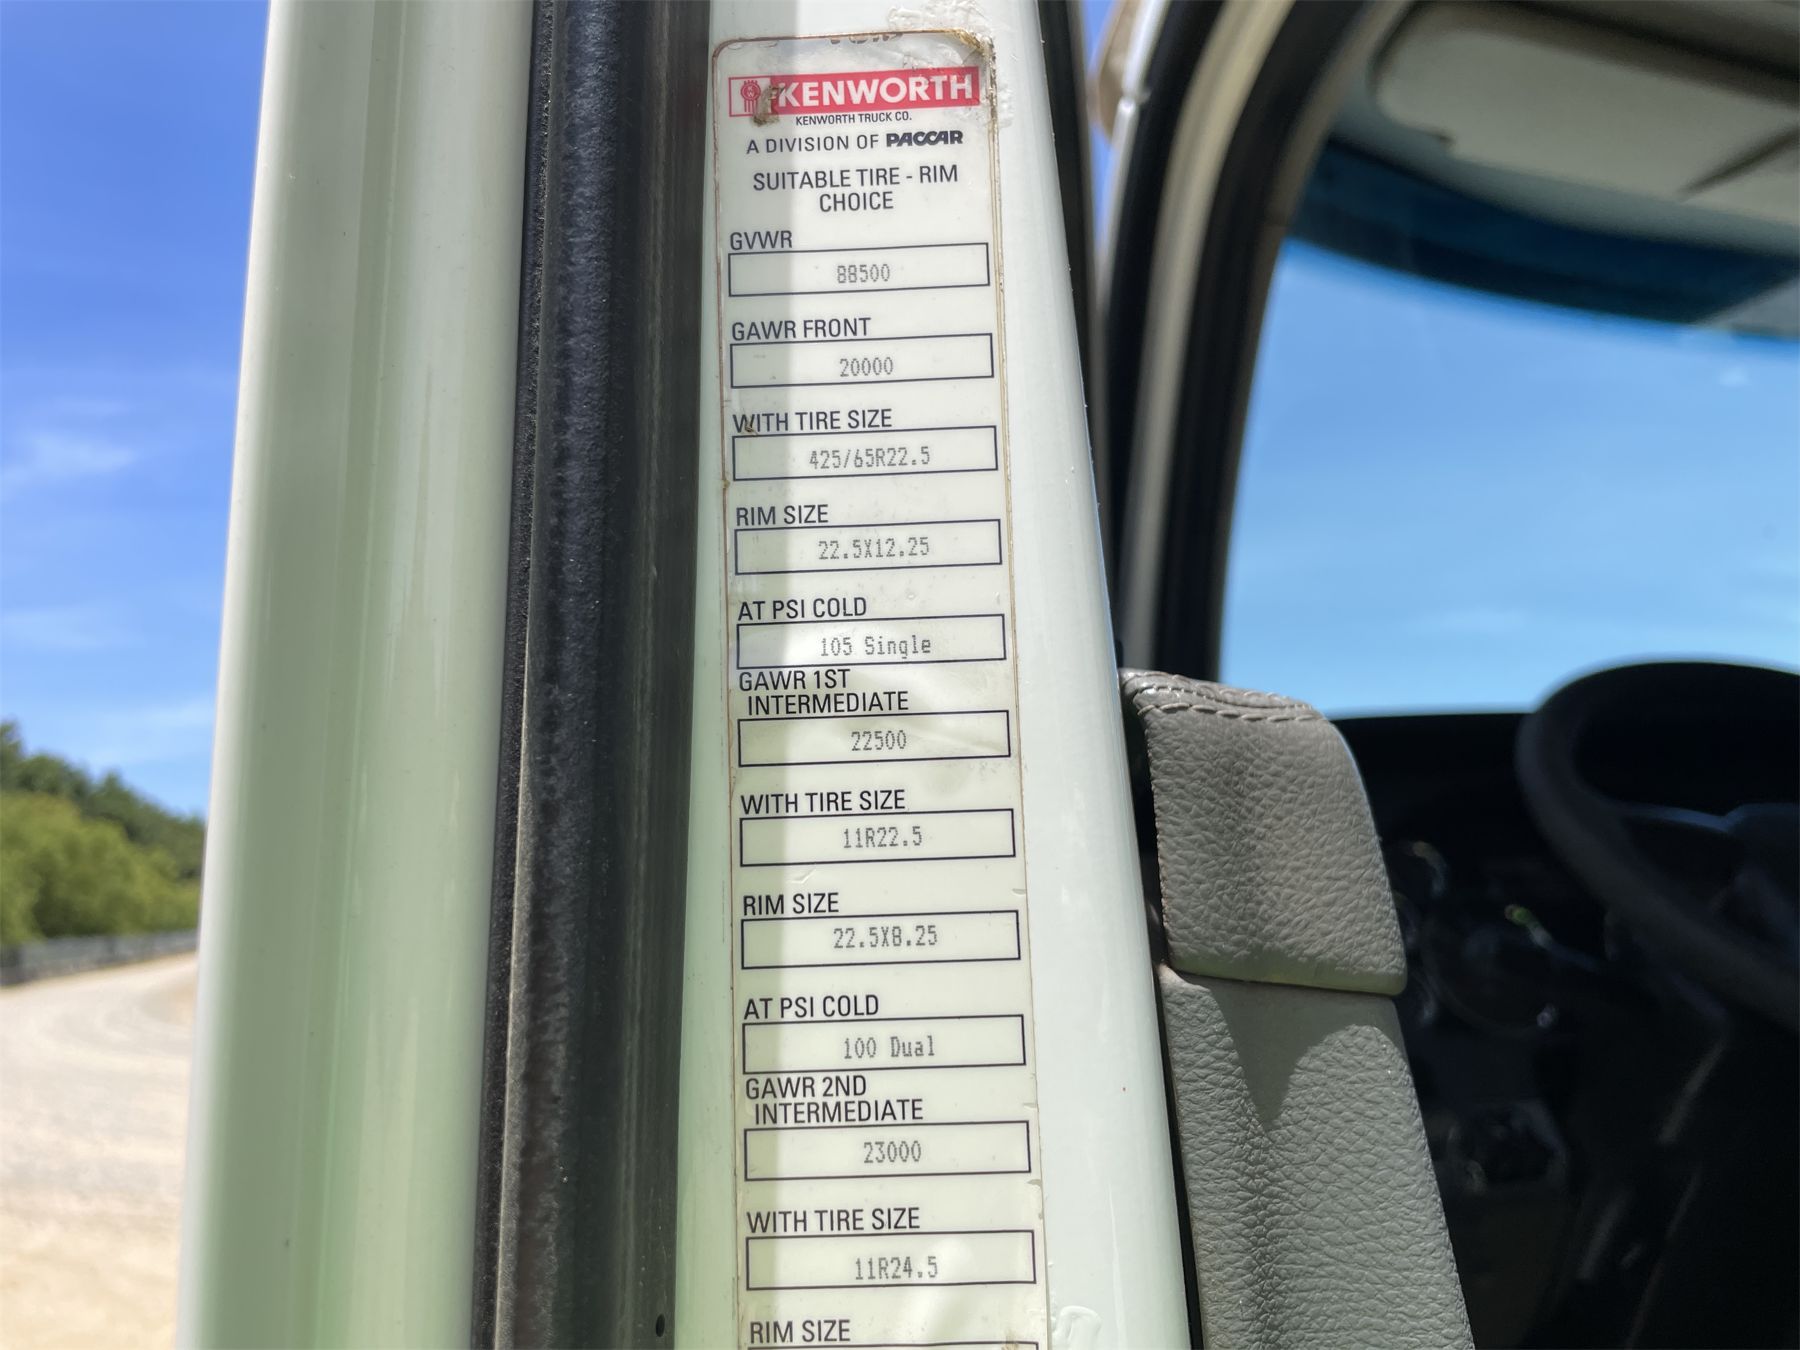 KENWORTH
KENWORTH TRUCK CO.
A DIVISION OF PACCAR
SUITABLE TIRE - RIM
CHOICE
GVWR
88500
GAWR FRONT
20000
WITH TIRE SIZE
425/65R22.5
RIM SIZE
22.5X12.25
AT PSI COLD
105 Single
GAWR 1ST
INTERMEDIATE
22500
WITH TIRE SIZE
11R22.5
RIM SIZE
22.5X8.25
AT PSI COLD
100 Dual
GAWR 2ND
INTERMEDIATE
23000
WITH TIRE SIZE
11R24.5
RIM SIZE